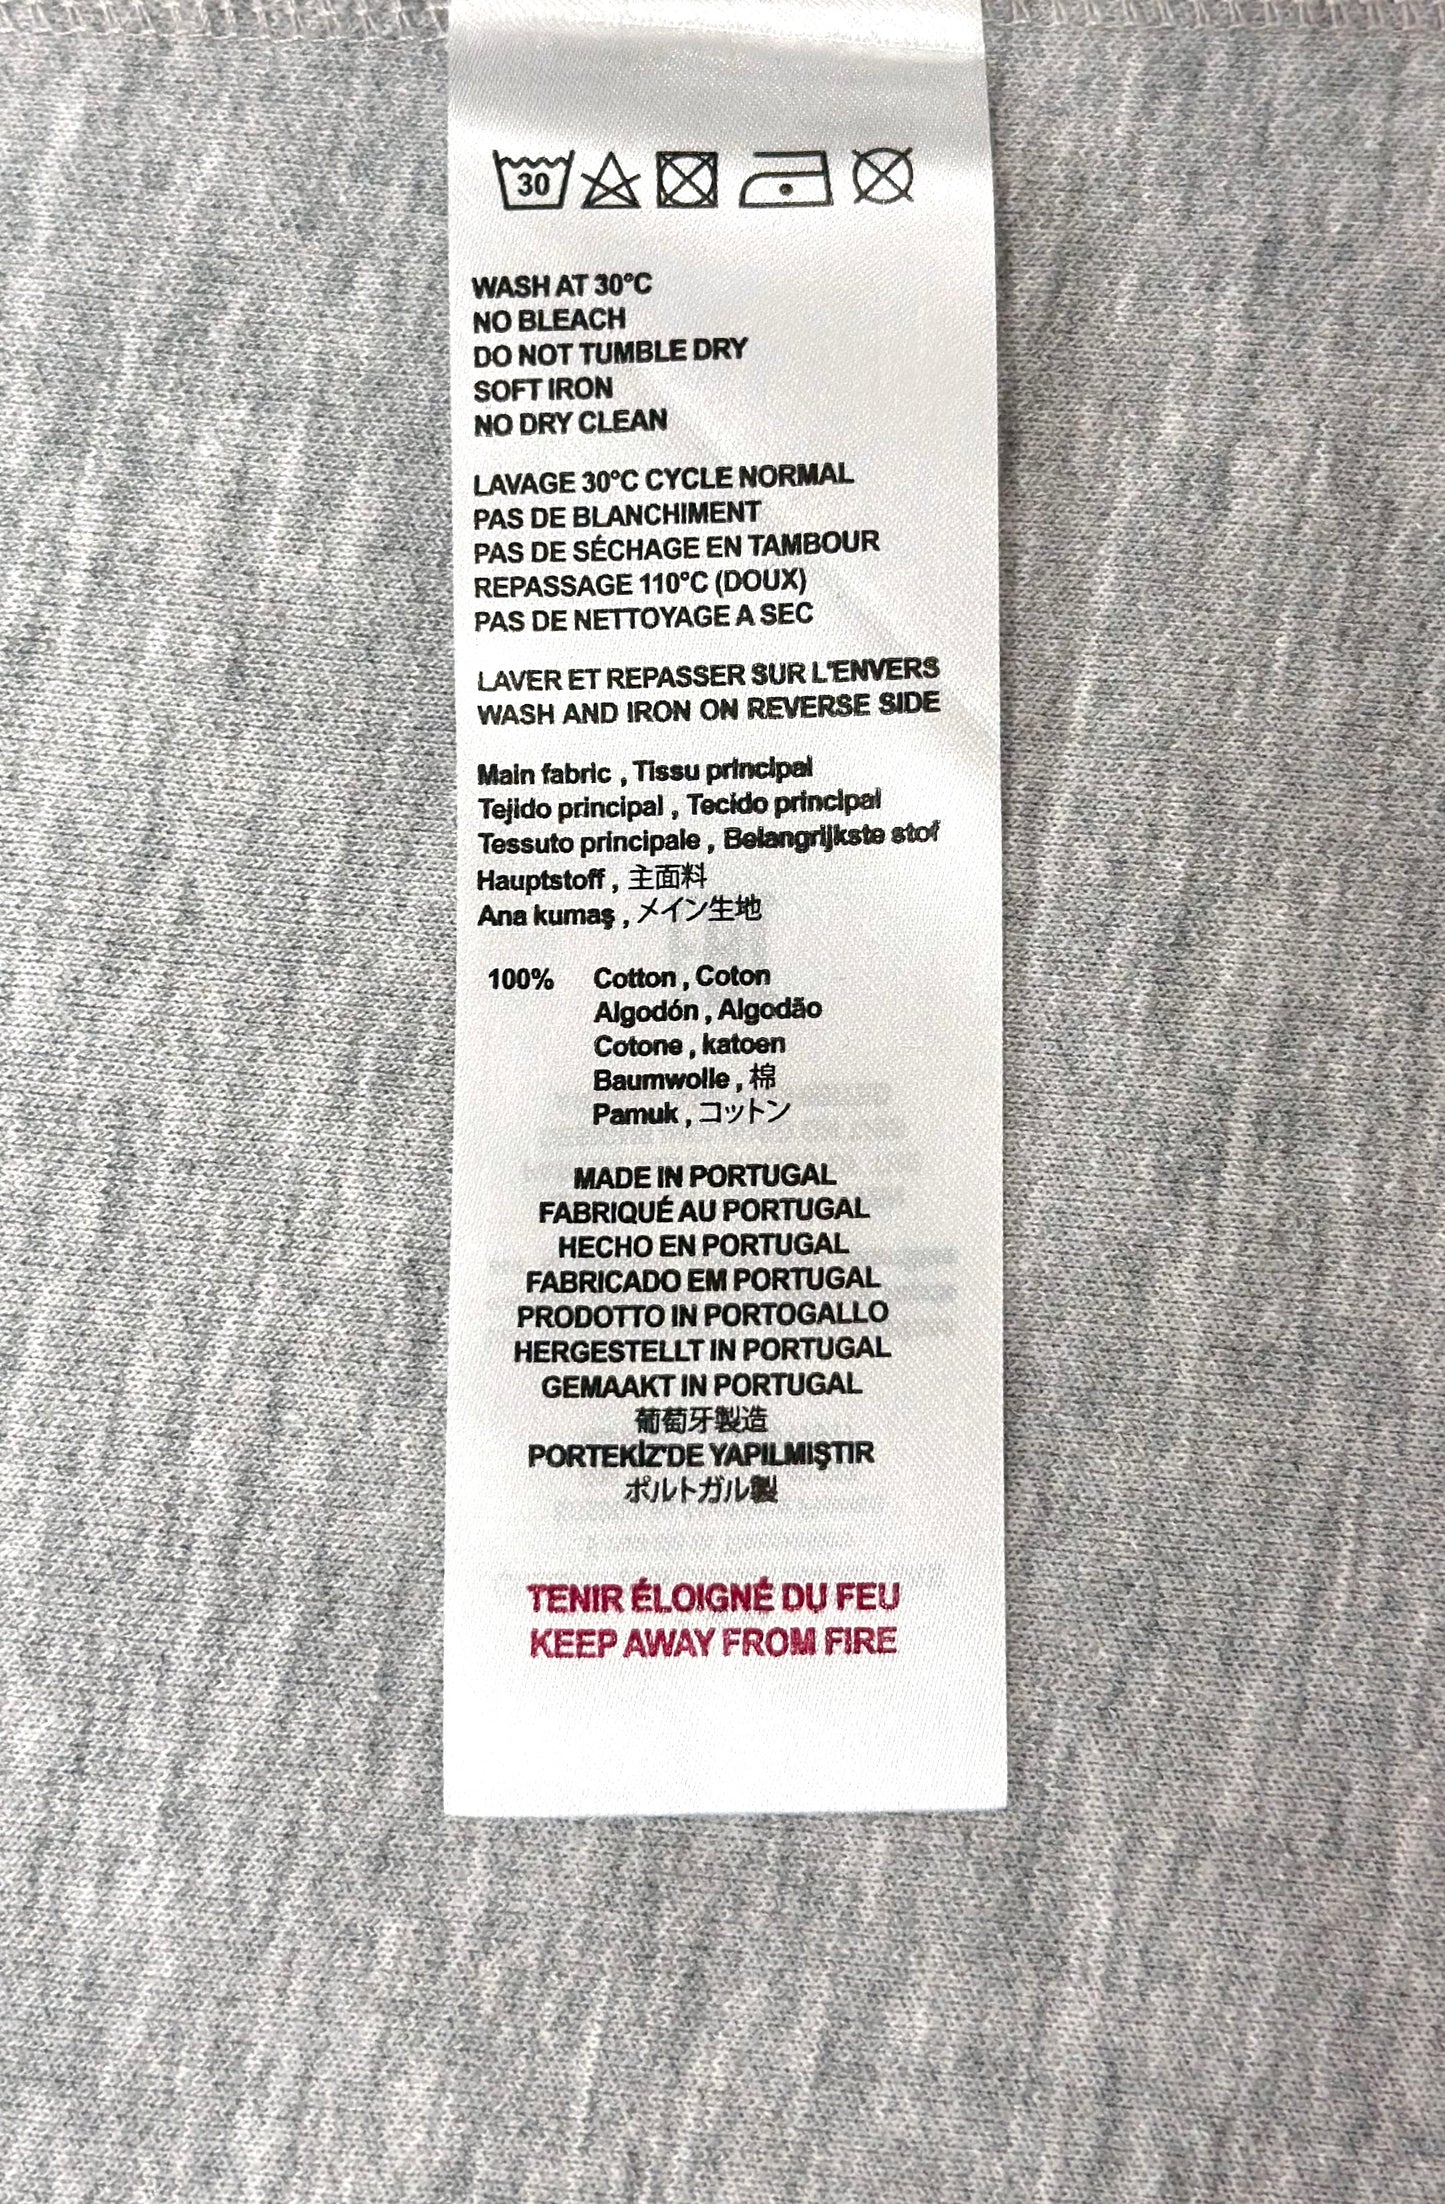 30
WASH AT 30°C
NO BLEACH
DO NOT TUMBLE DRY
SOFT IRON
NO DRY CLEAN
LAVAGE 30°C CYCLE NORMAL
PAS DE BLANCHIMENT
PAS DE SÉCHAGE EN TAMBOUR
REPASSAGE 110°C (DOUX)
PAS DE NETTOYAGE A SEC
LAVER ET REPASSER SUR L'ENVERS
WASH AND IRON ON REVERSE SIDE
Main fabric , Tissu principal
Tejido principal , Tecido principal
Tessuto principale , Belangrijkste stof
Hauptstoff , 主面料
Ana kumaş , メイン生地
100% Cotton , Coton
Algodón , Algodão
Cotone , katoen
Baumwolle , 棉
Pamuk , コットン
MADE IN PORTUGAL
FABRIQUÉ AU PORTUGAL
HECHO EN PORTUGAL
FABRICADO EM PORTUGAL
PRODOTTO IN PORTOGALLO
HERGESTELLT IN PORTUGAL
GEMAAKT IN PORTUGAL
葡萄牙製造
PORTEKİZ'DE YAPILMIŞTIR
ポルトガル製
TENIR ÉLOIGNÉ DU FEU
KEEP AWAY FROM FIRE